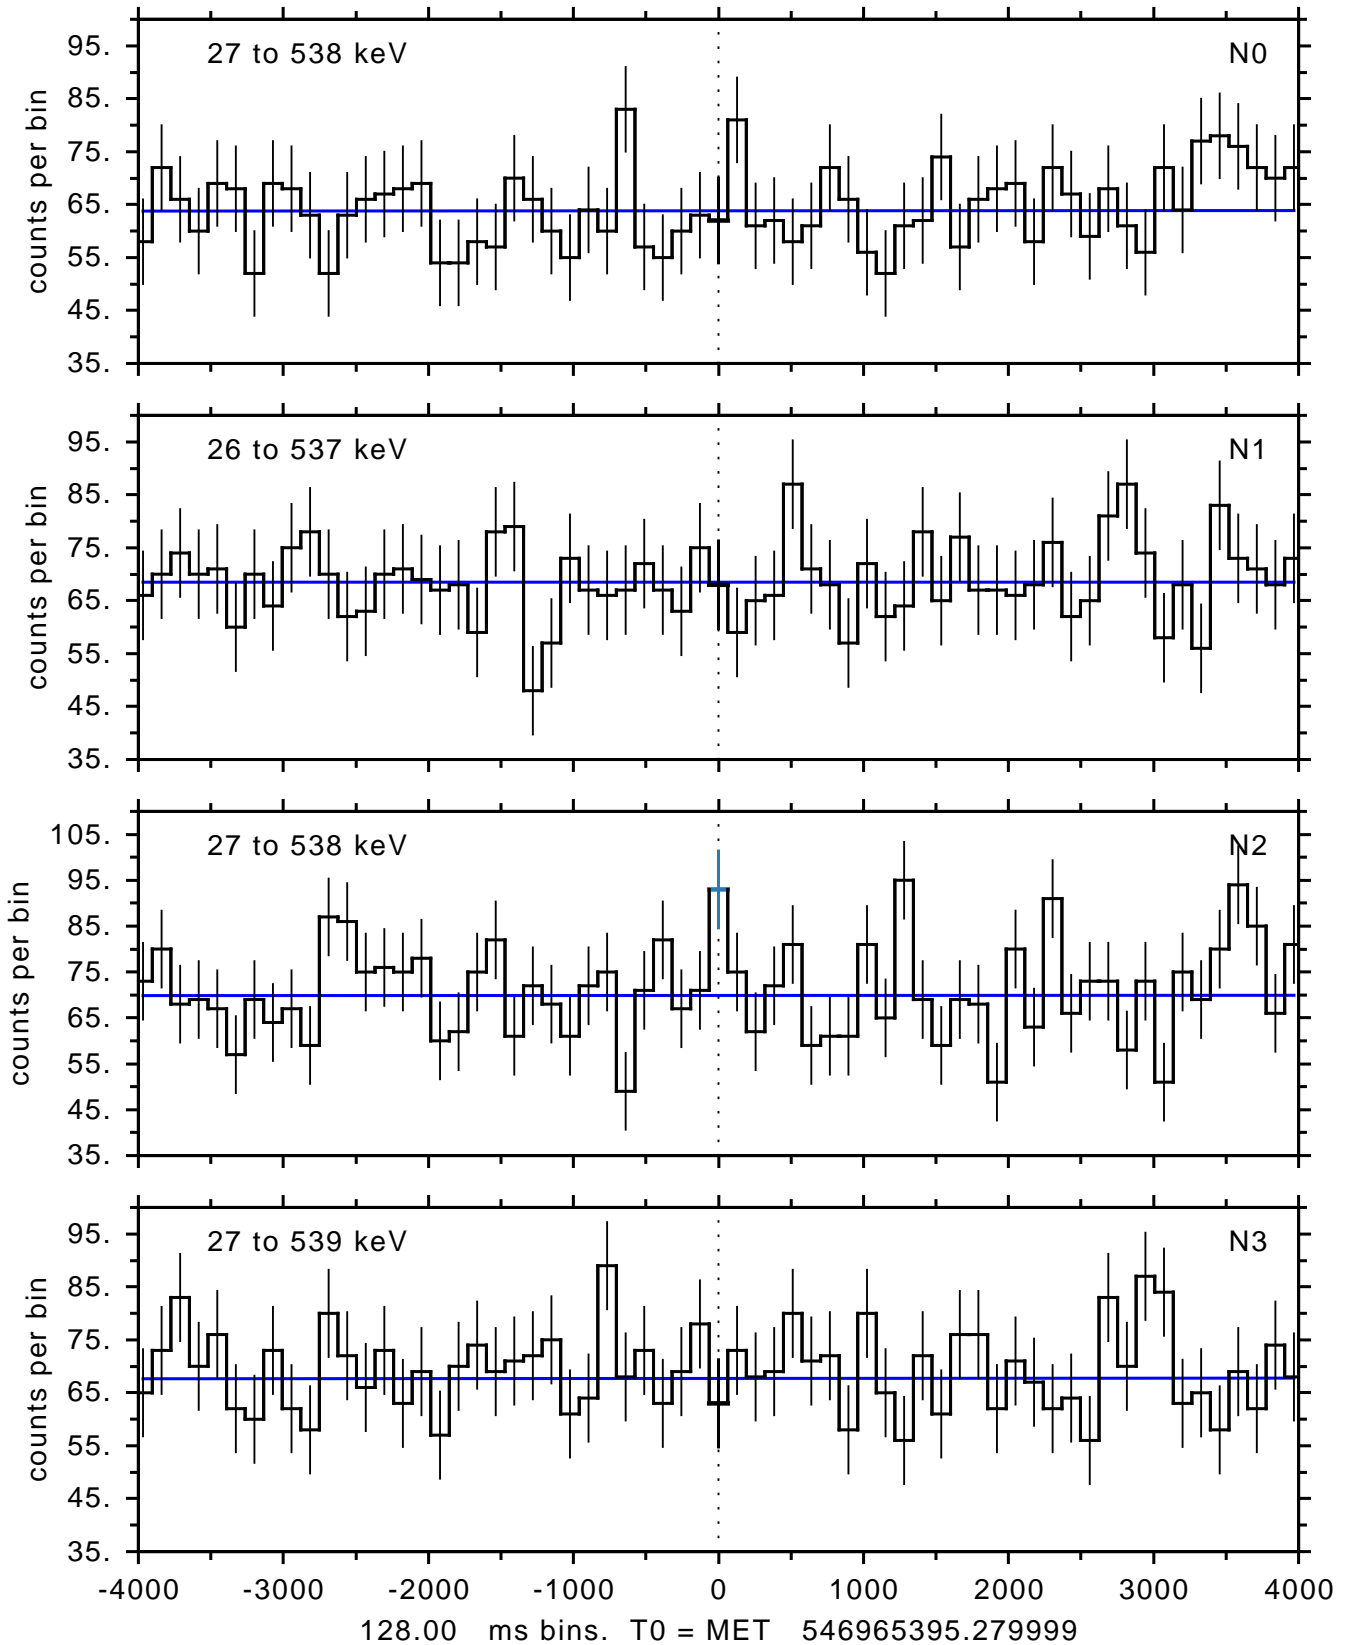 27 to 538 keV N0
95.
85.
75.
65.
55.
45.
35.
counts per bin
26 to 537 keV N1
95.
85.
75.
65.
55.
45.
35.
counts per bin
27 to 538 keV N2
105.
95.
85.
75.
65.
55.
45.
35.
counts per bin
27 to 539 keV N3
95.
85.
75.
65.
55.
45.
35.
counts per bin
-4000 -3000 -2000 -1000 0 1000 2000 3000 4000
128.00 ms bins. T0 = MET 546965395.279999